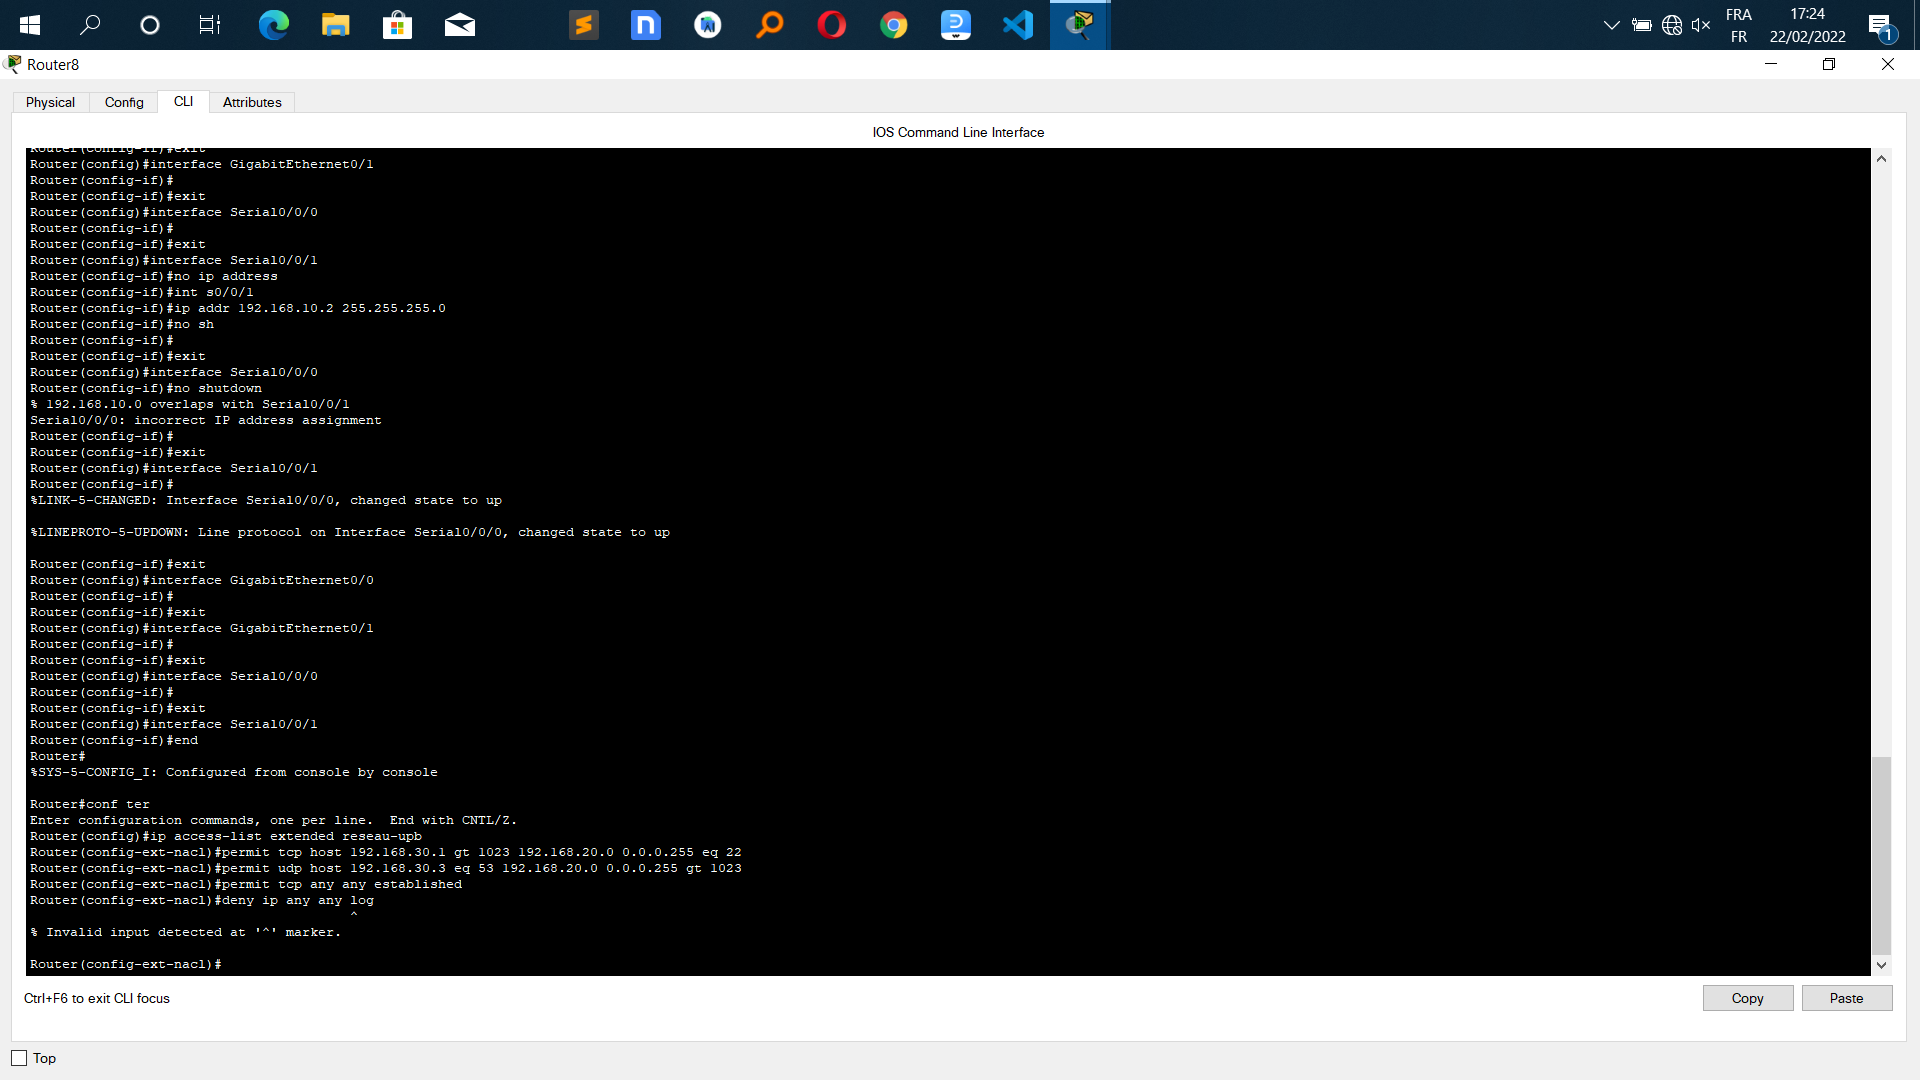 FRA
FR
17:24
22/02/2022
1
Router8
Physical
Config
CLI
Attributes
IOS Command Line Interface
Router(config-if)#exit
Router(config)#interface GigabitEthernet0/1
Router(config-if)#
Router(config-if)#exit
Router(config)#interface Serial0/0/0
Router(config-if)#
Router(config-if)#exit
Router(config)#interface Serial0/0/1
Router(config-if)#no ip address
Router(config-if)#int s0/0/1
Router(config-if)#ip addr 192.168.10.2 255.255.255.0
Router(config-if)#no sh
Router(config-if)#
Router(config-if)#exit
Router(config)#interface Serial0/0/0
Router(config-if)#no shutdown
% 192.168.10.0 overlaps with Serial0/0/1
Serial0/0/0: incorrect IP address assignment
Router(config-if)#
Router(config-if)#exit
Router(config)#interface Serial0/0/1
Router(config-if)#
%LINK-5-CHANGED: Interface Serial0/0/0, changed state to up
%LINEPROTO-5-UPDOWN: Line protocol on Interface Serial0/0/0, changed state to up
Router(config-if)#exit
Router(config)#interface GigabitEthernet0/0
Router(config-if)#
Router(config-if)#exit
Router(config)#interface GigabitEthernet0/1
Router(config-if)#
Router(config-if)#exit
Router(config)#interface Serial0/0/0
Router(config-if)#
Router(config-if)#exit
Router(config)#interface Serial0/0/1
Router(config-if)#end
Router#
%SYS-5-CONFIG_I: Configured from console by console
Router#conf ter
Enter configuration commands, one per line.  End with CNTL/Z.
Router(config)#ip access-list extended reseau-upb
Router(config-ext-nacl)#permit tcp host 192.168.30.1 gt 1023 192.168.20.0 0.0.0.255 eq 22
Router(config-ext-nacl)#permit udp host 192.168.30.3 eq 53 192.168.20.0 0.0.0.255 gt 1023
Router(config-ext-nacl)#permit tcp any any established
Router(config-ext-nacl)#deny ip any any log
^
% Invalid input detected at '^' marker.
Router(config-ext-nacl)#
Ctrl+F6 to exit CLI focus
Copy
Paste
Top